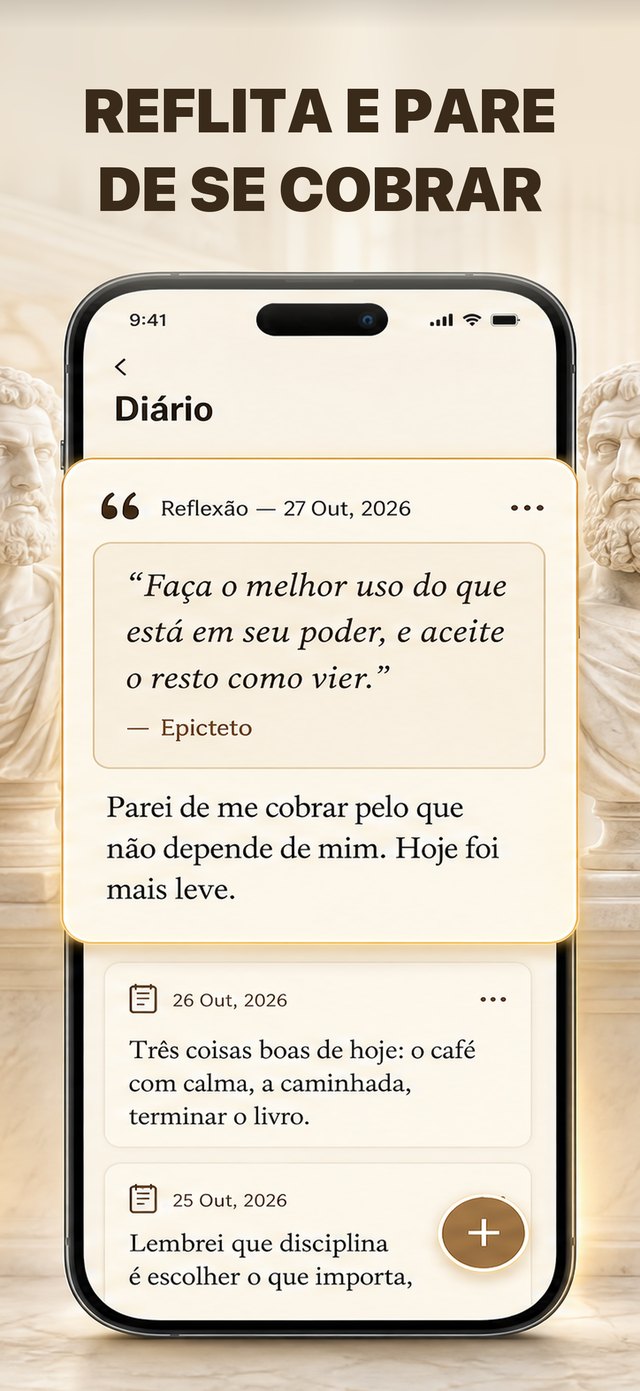 REFLITA E PARE
DE SE COBRAR
9:41
Diário
Reflexão — 27 Out, 2026
“Faça o melhor uso do que
está em seu poder, e aceite
o resto como vier.”
— Epicteto
Parei de me cobrar pelo que
não depende de mim. Hoje foi
mais leve.
26 Out, 2026
Três coisas boas de hoje: o café
com calma, a caminhada,
terminar o livro.
25 Out, 2026
Lembrei que disciplina
é escolher o que importa,